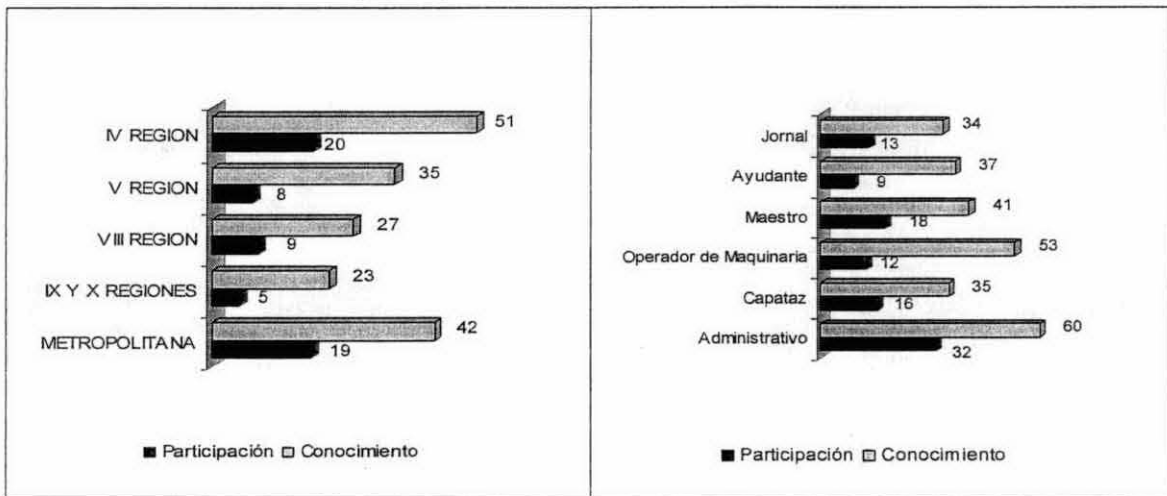 IV REGION
51
20
V REGION
35
8
VIII REGION
27
9
IX Y X REGIONES
23
5
METROPOLITANA
42
19
Participación Conocimiento
Jornal
34
13
Ayudante
37
9
Maestro
41
18
Operador de Maquinaria
53
12
Capataz
35
16
Administrativo
60
32
Participación Conocimiento